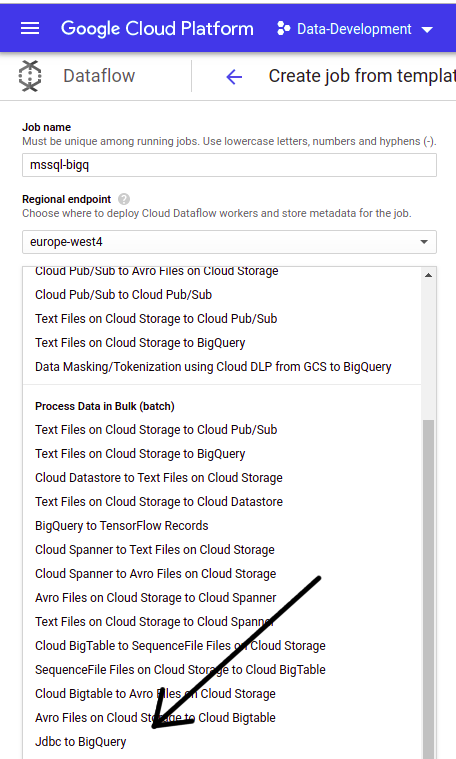 Google Cloud Platform
Data-Development
Dataflow
Create job from templat
Job name
Must be unique among running jobs. Use lowercase letters, numbers and hyphens (-).
mssql-bigq
Regional endpoint ?
Choose where to deploy Cloud Dataflow workers and store metadata for the job.
europe-west4
Cloud Pub/Sub to Avro Files on Cloud Storage
Cloud Pub/Sub to Cloud Pub/Sub
Text Files on Cloud Storage to Cloud Pub/Sub
Text Files on Cloud Storage to BigQuery
Data Masking/Tokenization using Cloud DLP from GCS to BigQuery
Process Data in Bulk (batch)
Text Files on Cloud Storage to Cloud Pub/Sub
Text Files on Cloud Storage to BigQuery
Cloud Datastore to Text Files on Cloud Storage
Text Files on Cloud Storage to Cloud Datastore
BigQuery to TensorFlow Records
Cloud Spanner to Text Files on Cloud Storage
Cloud Spanner to Avro Files on Cloud Storage
Avro Files on Cloud Storage to Cloud Spanner
Text Files on Cloud Storage to Cloud Spanner
Cloud BigTable to SequenceFile Files on Cloud Storage
SequenceFile Files on Cloud Storage to Cloud BigTable
Cloud Bigtable to Avro Files on Cloud Storage
Avro Files on Cloud Storage to Cloud Bigtable
Jdbc to BigQuery